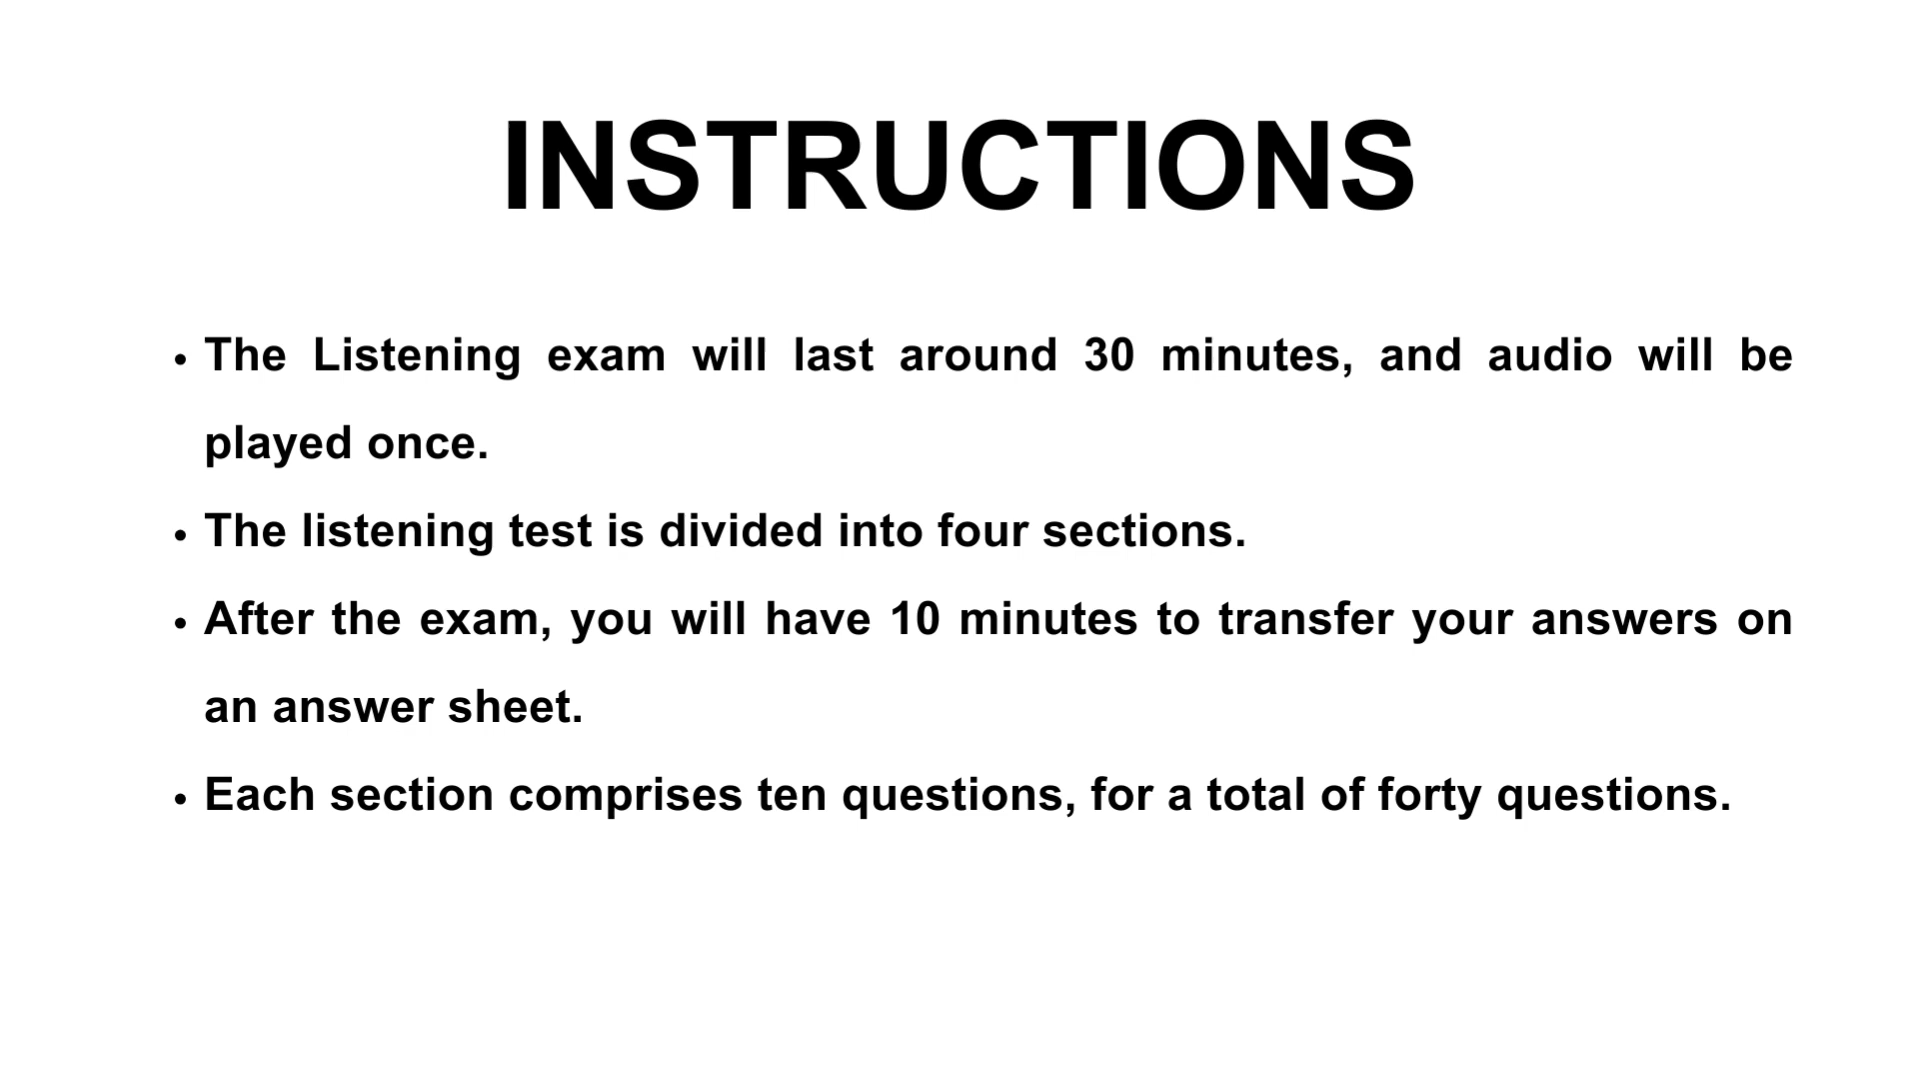 INSTRUCTIONS
• The Listening exam will last around 30 minutes, and audio will be
played once.
• The listening test is divided into four sections.
• After the exam, you will have 10 minutes to transfer your answers on
an answer sheet.
• Each section comprises ten questions, for a total of forty questions.